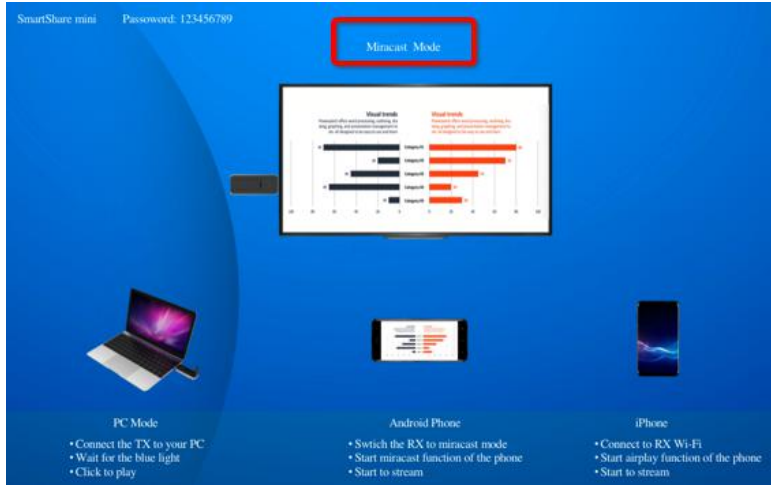 SmartShare mini Passoword: 123456789
Miracast Mode
Visual trends
Visual trends
PC Mode
• Connect the TX to your PC
• Wait for the blue light
• Click to play
Android Phone
• Swtich the RX to miracast mode
• Start miracast function of the phone
• Start to stream
iPhone
• Connect to RX Wi-Fi
• Start airplay function of the phone
• Start to stream